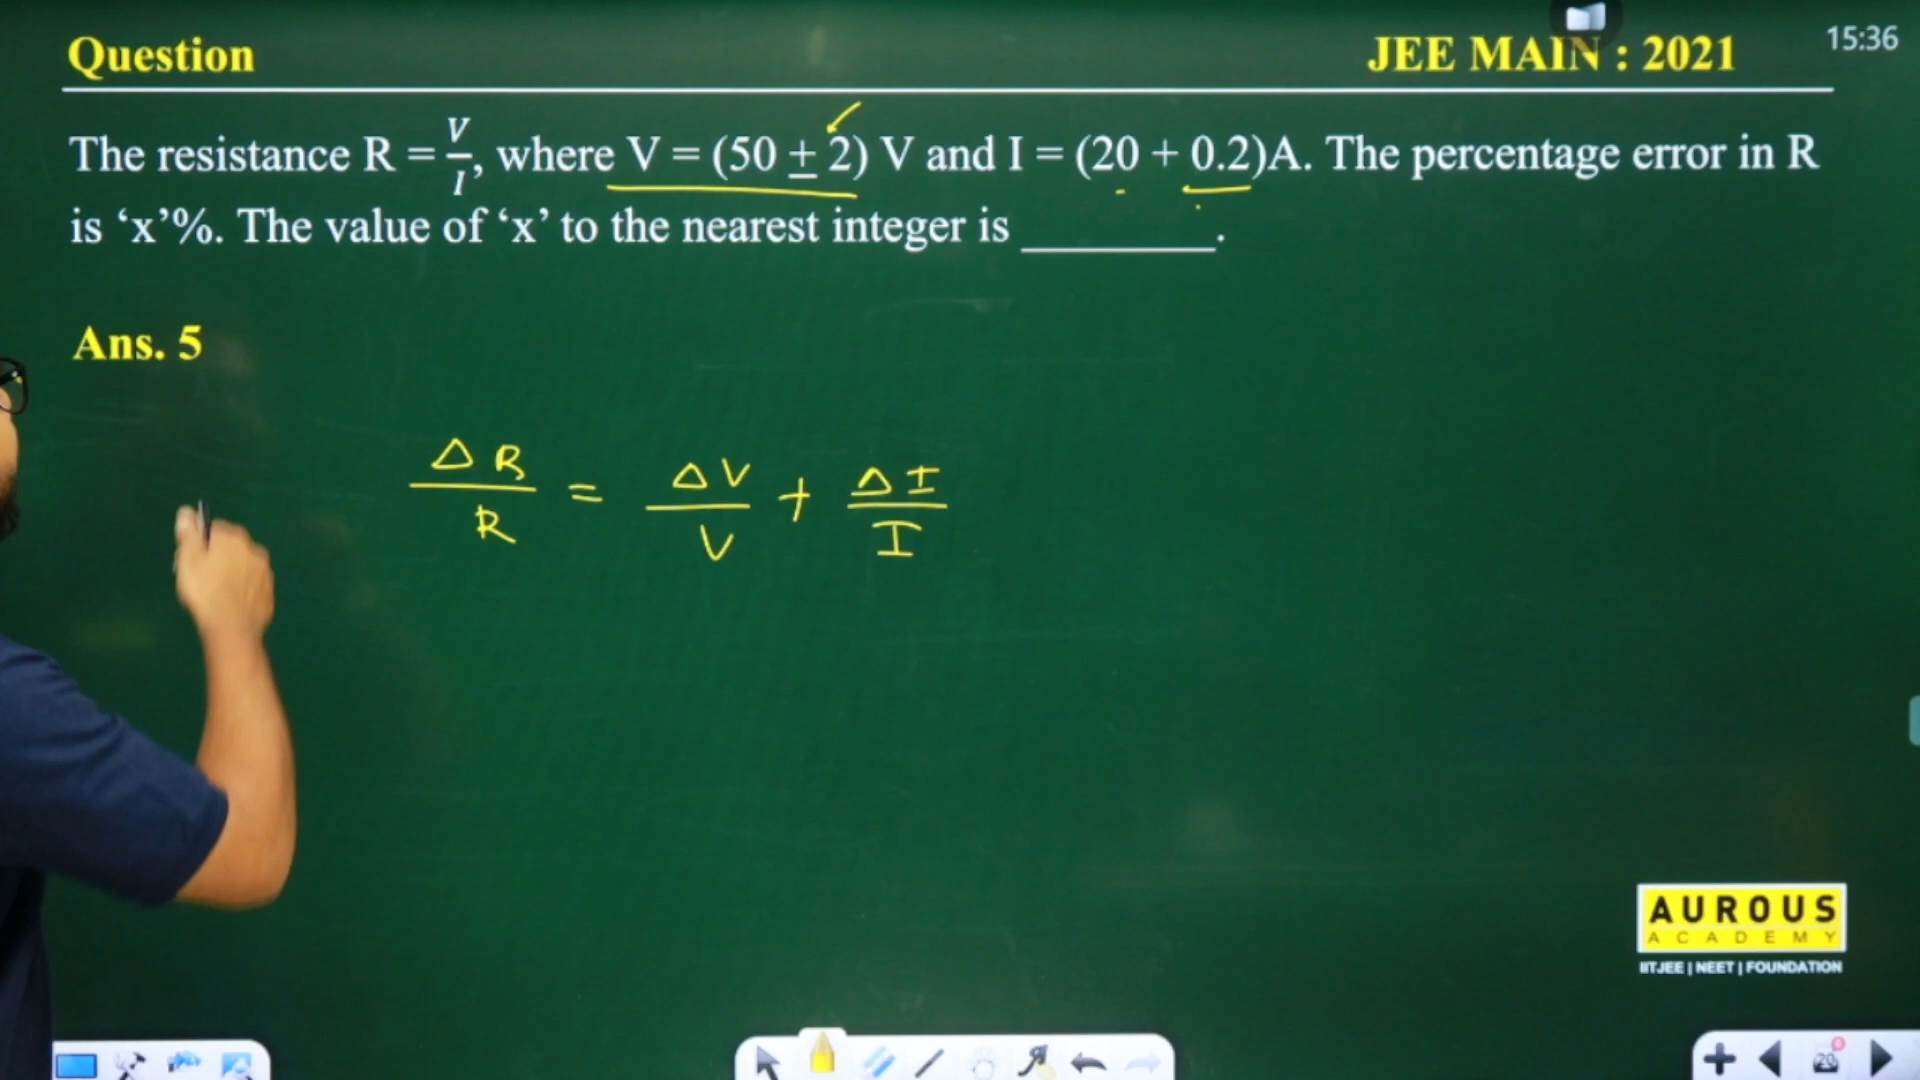 Question
JEE MAIN : 2021
15:36
The resistance R = V/I, where V = (50 ± 2) V and I = (20 + 0.2)A. The percentage error in R
is ‘x’%. The value of ‘x’ to the nearest integer is ________.
Ans. 5
ΔR/R = ΔV/V + ΔI/I
AUROUS
ACADEMY
IITJEE | NEET | FOUNDATION
20